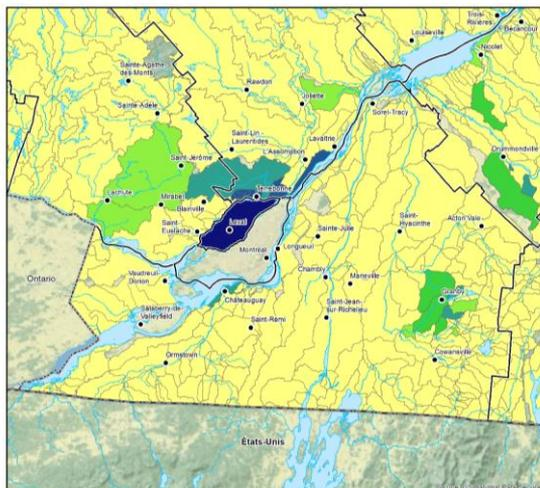 Trois-
Rivières
Bécancour
Louiseville
Nicolet
Sainte-Agathe
des-Monts
Rawdon
Joliette
Sorel-Tracy
Sainte-Adèle
Saint-Lin
Laurentides
Lavaltrie
L'Assomption
Drummondville
Saint-Jérôme
Lachute
Mirabel
Blainville
Terrebonne
Saint-
Eustache
Laval
Saint-
Hyacinthe
Acton Vale
Sainte-Julie
Montréal
Longueuil
Ontario
Vaudreuil-
Dorion
Chambly
Marieville
Châteauguay
Granby
Salaberry-de-
Valleyfield
Saint-Rémi
Saint-Jean-
sur-Richelieu
Ormstown
Cowansville
États-Unis